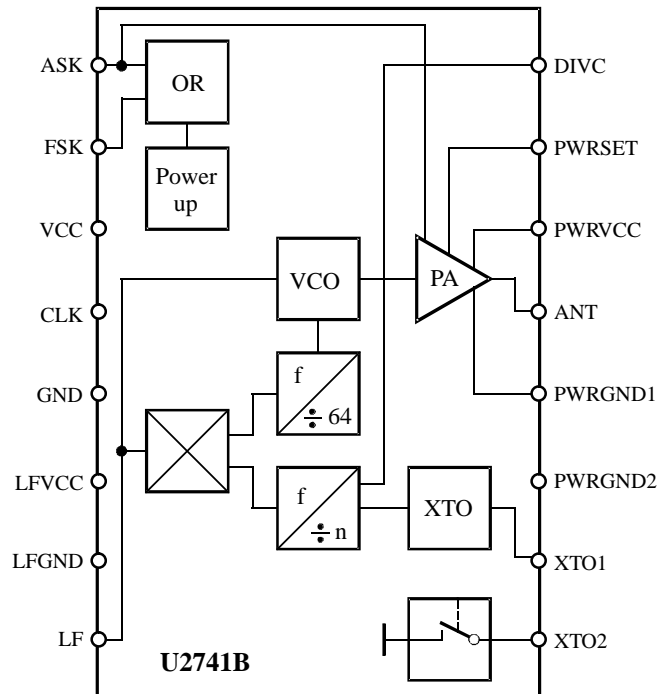 ASK
DIVC
OR
FSK
PWRSET
Power
up
VCC
PWRVCC
VCO
PA
CLK
ANT
GND
f
÷ 64
PWRGND1
LFVCC
f
÷ n
XTO
PWRGND2
LFGND
XTO1
LF
U2741B
XTO2